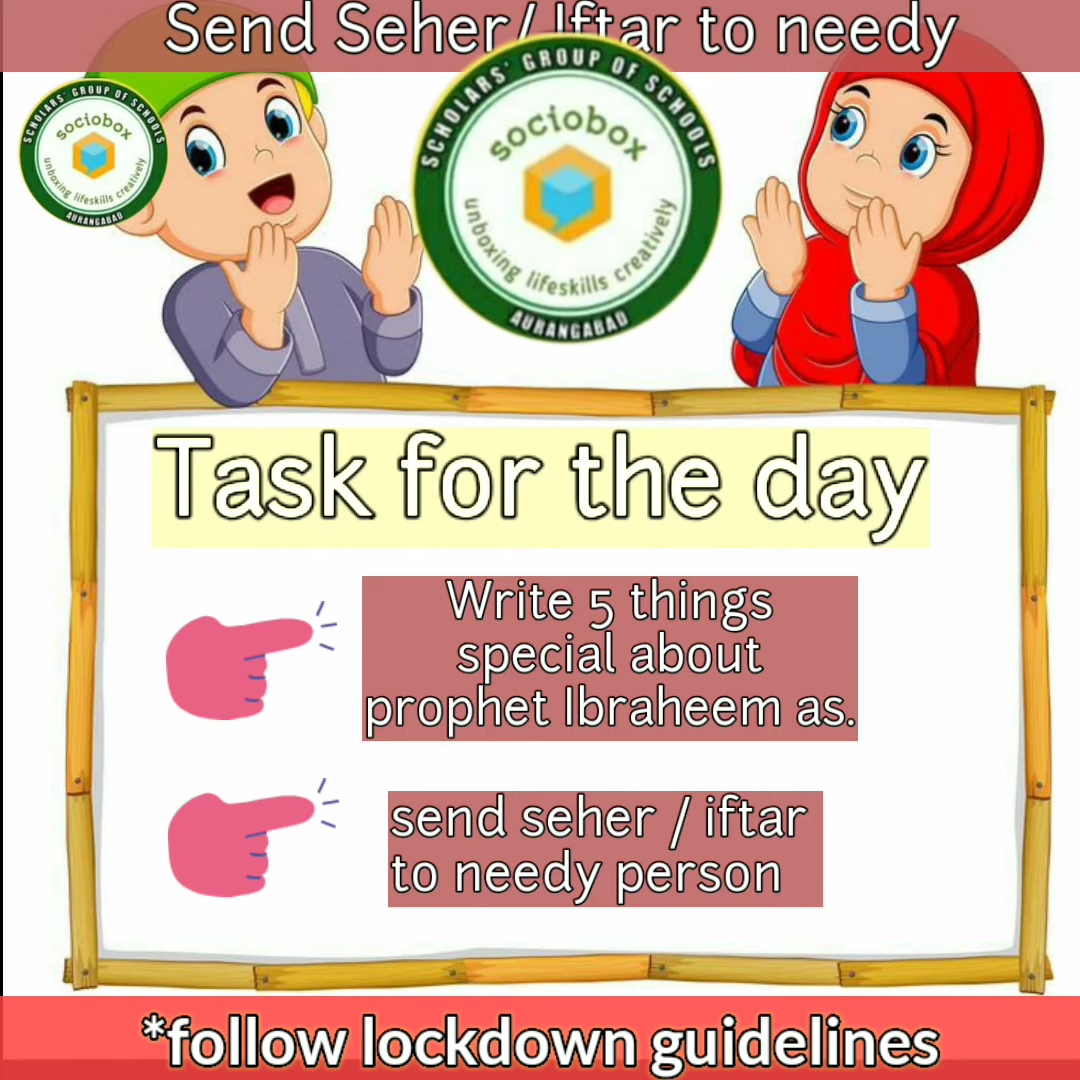 Send Seher/ Iftar to needy
SCHOLARS' GROUP OF SCHOOLS
sociobox
unboxing lifeskills creatively
AURANGABAD
SCHOLARS' GROUP OF SCHOOLS
sociobox
unboxing lifeskills creatively
AURANGABAD
Task for the day
Write 5 things
special about
prophet Ibraheem as.
send seher / iftar
to needy person
*follow lockdown guidelines